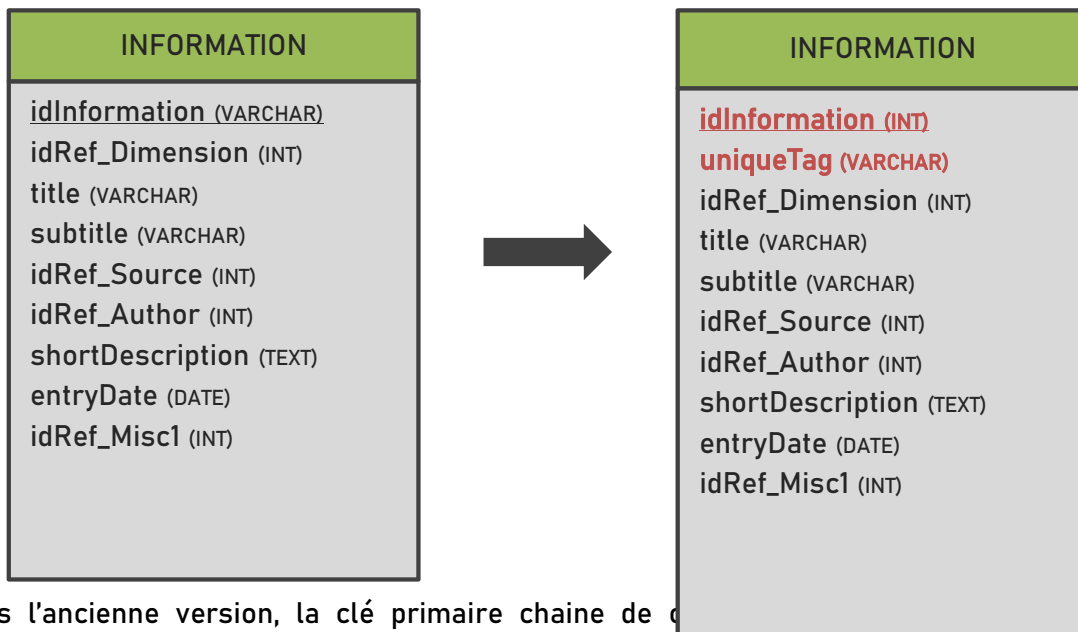 INFORMATION
idInformation (VARCHAR)
idRef_Dimension (INT)
title (VARCHAR)
subtitle (VARCHAR)
idRef_Source (INT)
idRef_Author (INT)
shortDescription (TEXT)
entryDate (DATE)
idRef_Misc1 (INT)
INFORMATION
idInformation (INT)
uniqueTag (VARCHAR)
idRef_Dimension (INT)
title (VARCHAR)
subtitle (VARCHAR)
idRef_Source (INT)
idRef_Author (INT)
shortDescription (TEXT)
entryDate (DATE)
idRef_Misc1 (INT)
l'ancienne version, la clé primaire chaine de